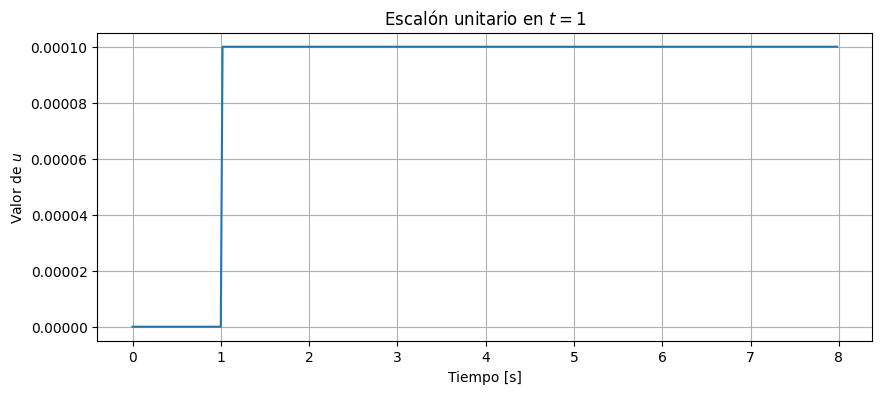 Escalón unitario en t = 1
Valor de u
0.00010
0.00008
0.00006
0.00004
0.00002
0.00000
0 1 2 3 4 5 6 7 8
Tiempo [s]